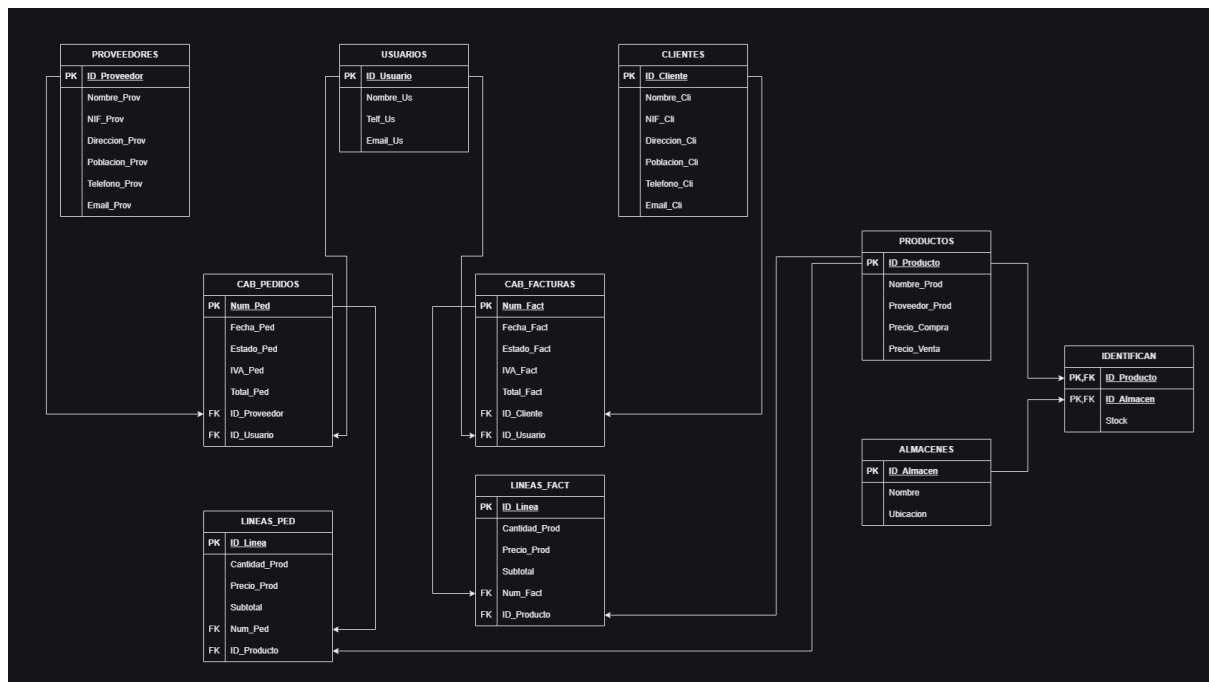 PROVEEDORES
PK ID_Proveedor
Nombre_Prov
NIF_Prov
Direccion_Prov
Poblacion_Prov
Telefono_Prov
Email_Prov
USUARIOS
PK ID_Usuario
Nombre_Us
Telf_Us
Email_Us
CLIENTES
PK ID_Cliente
Nombre_Cli
NIF_Cli
Direccion_Cli
Poblacion_Cli
Telefono_Cli
Email_Cli
PRODUCTOS
PK ID_Producto
Nombre_Prod
Proveedor_Prod
Precio_Compra
Precio_Venta
CAB_PEDIDOS
PK Num_Ped
Fecha_Ped
Estado_Ped
IVA_Ped
Total_Ped
FK ID_Proveedor
FK ID_Usuario
CAB_FACTURAS
PK Num_Fact
Fecha_Fact
Estado_Fact
IVA_Fact
Total_Fact
FK ID_Cliente
FK ID_Usuario
IDENTIFICAN
PK,FK ID_Producto
PK,FK ID_Almacen
Stock
ALMACENES
PK ID_Almacen
Nombre
Ubicacion
LINEAS_FACT
PK ID_Linea
Cantidad_Prod
Precio_Prod
Subtotal
FK Num_Fact
FK ID_Producto
LINEAS_PED
PK ID_Linea
Cantidad_Prod
Precio_Prod
Subtotal
FK Num_Ped
FK ID_Producto